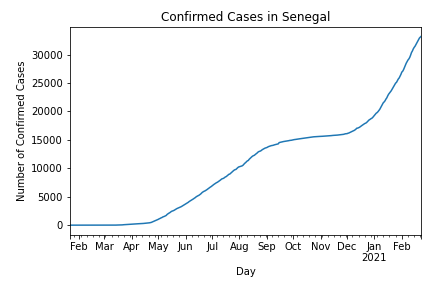 Confirmed Cases in Senegal
Number of Confirmed Cases
30000
25000
20000
15000
10000
5000
0
Feb Mar Apr May Jun Jul Aug Sep Oct Nov Dec Jan Feb
2021
Day